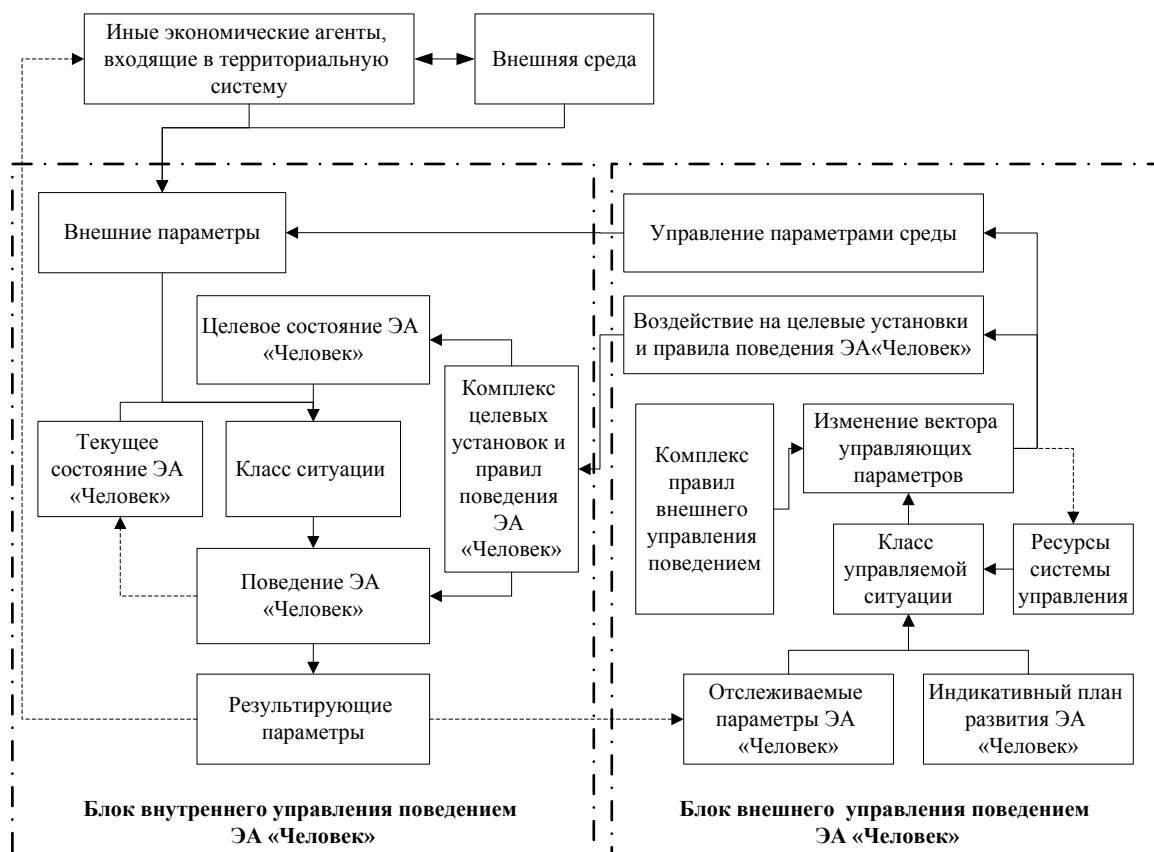 Иные экономические агенты,
входящие в территориальную
систему
Внешняя среда
Внешние параметры
Управление параметрами среды
Целевое состояние ЭА
«Человек»
Воздействие на целевые установки
и правила поведения ЭА«Человек»
Комплекс
целевых
установок и
правил
поведения
ЭА
«Человек»
Текущее
состояние ЭА
«Человек»
Класс ситуации
Комплекс
правил
внешнего
управления
поведением
Изменение вектора
управляющих
параметров
Класс
управляемой
ситуации
Ресурсы
системы
управления
Поведение ЭА
«Человек»
Результирующие
параметры
Отслеживаемые
параметры ЭА
«Человек»
Индикативный план
развития ЭА
«Человек»
Блок внутреннего управления поведением
ЭА «Человек»
Блок внешнего управления поведением
ЭА «Человек»